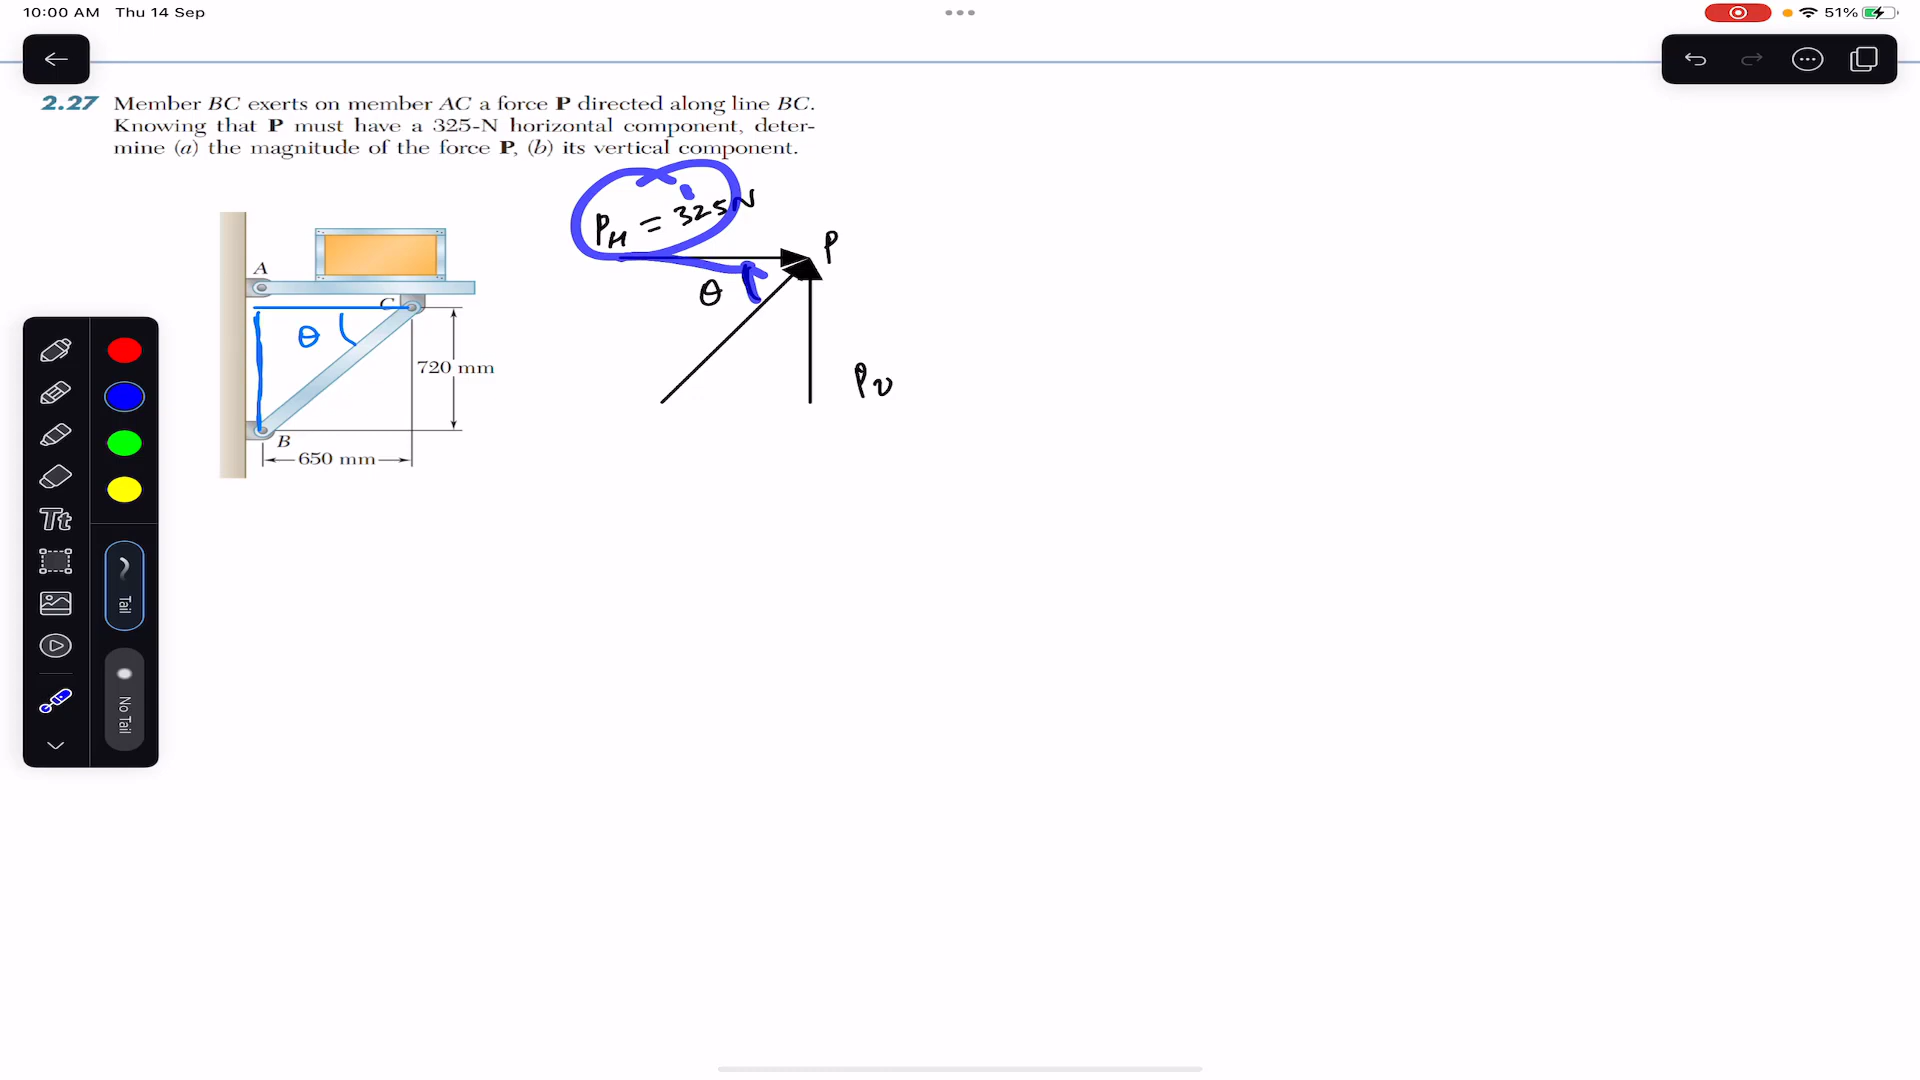 10:00 AM Thu 14 Sep
51%
2.27 Member BC exerts on member AC a force P directed along line BC.
Knowing that P must have a 325-N horizontal component, deter-
mine (a) the magnitude of the force P, (b) its vertical component.
P_H = 325N
P
θ
P_v
A
C
θ
720 mm
B
650 mm
Tt
Tail
No Tail